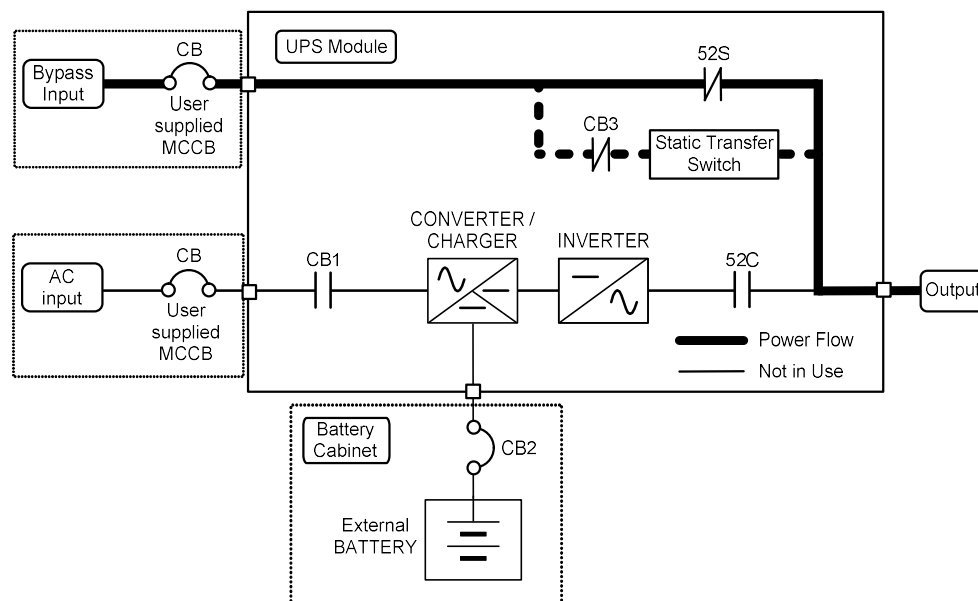 UPS Module
CB
52S
Bypass
Input
User
supplied
MCCB
CB3
Static Transfer
Switch
CONVERTER /
CHARGER
INVERTER
CB
CB1
52C
AC
input
Output
User
supplied
MCCB
Power Flow
Not in Use
Battery
Cabinet
CB2
External
BATTERY